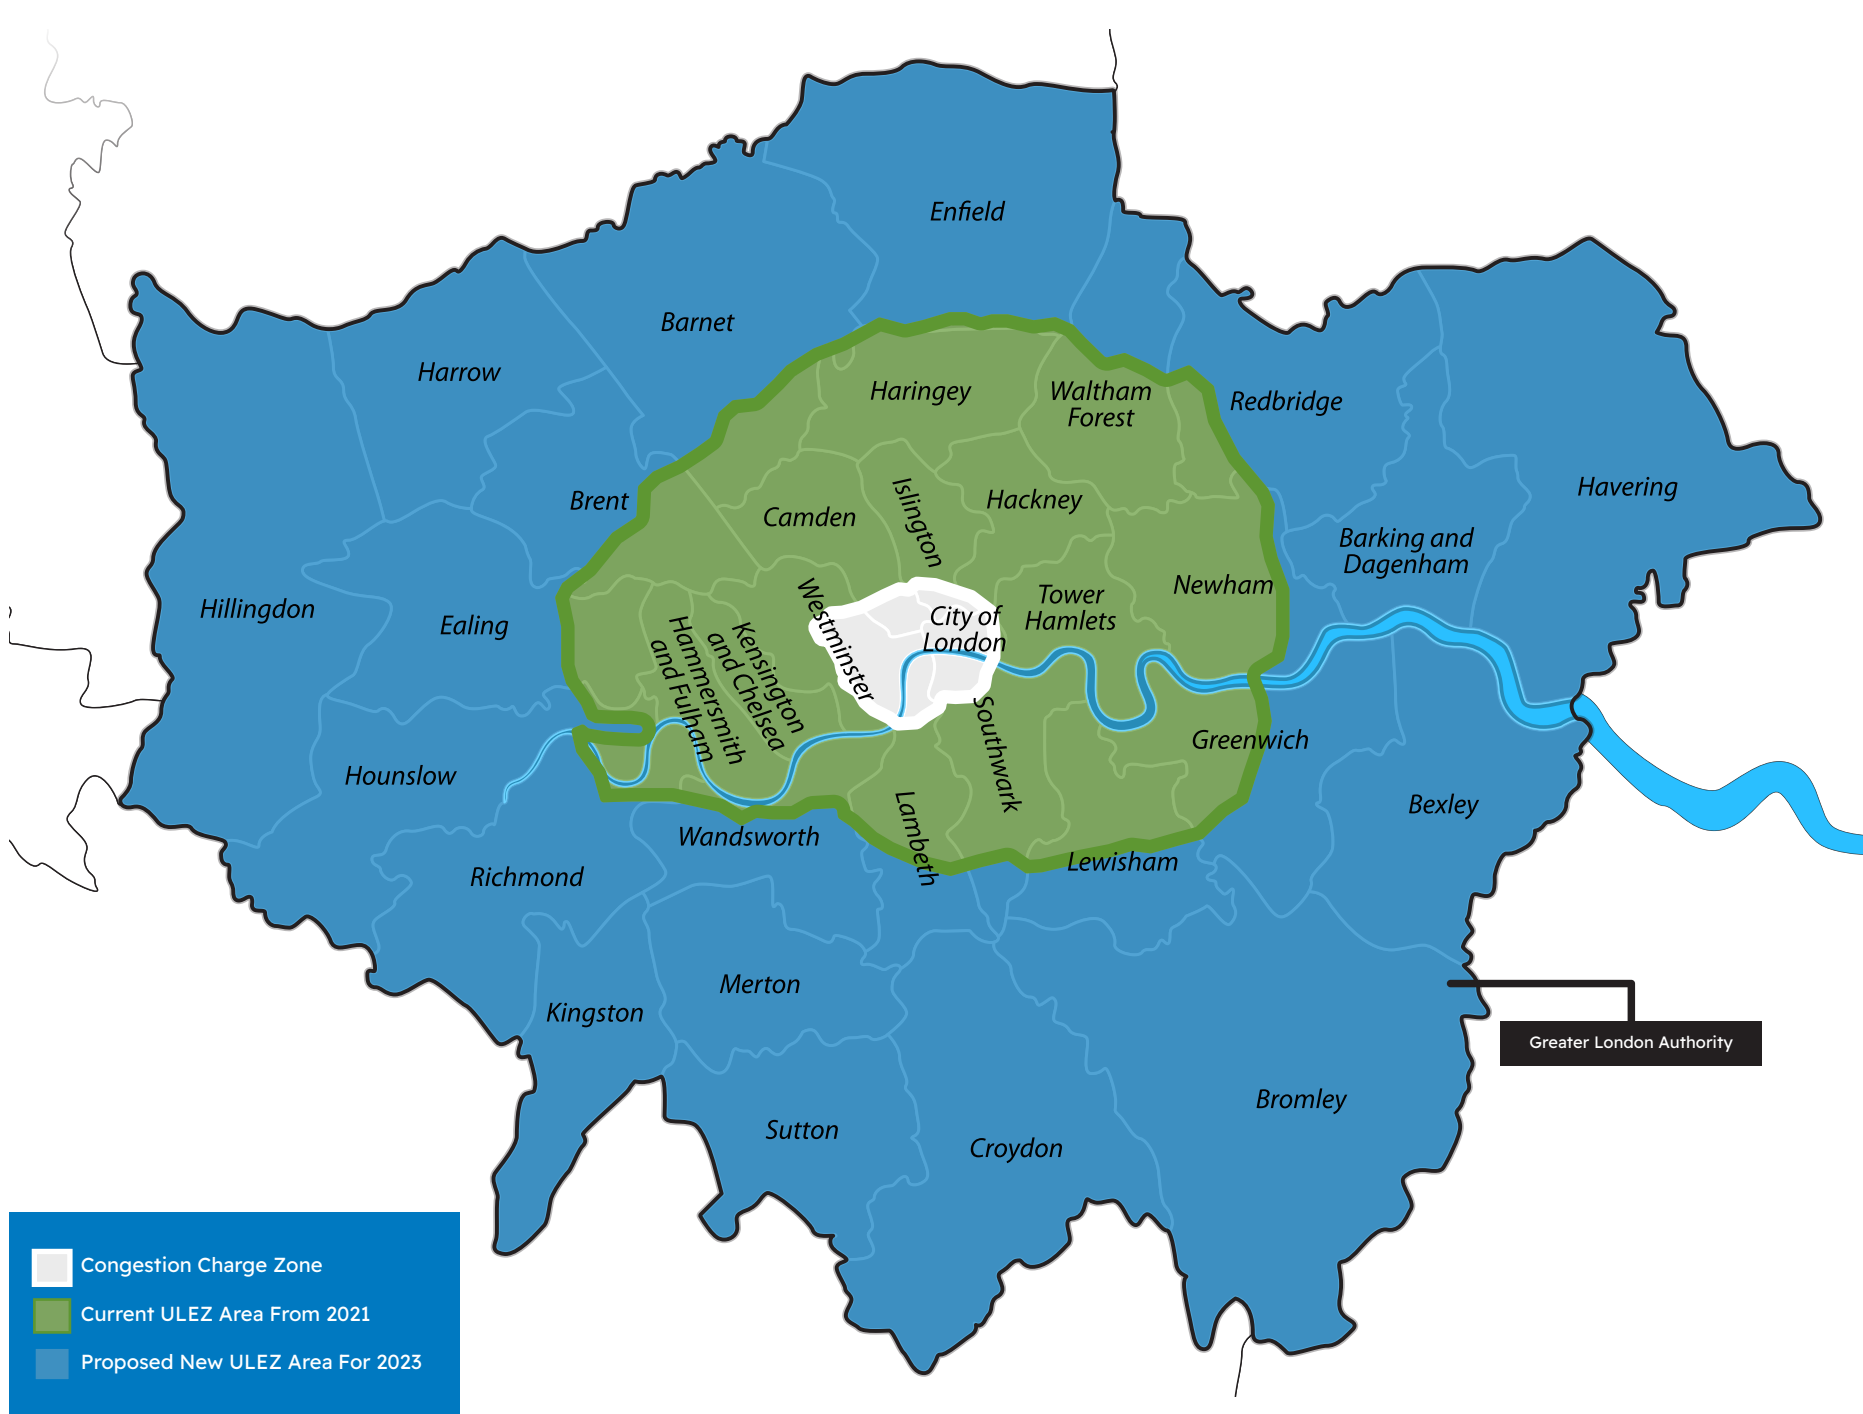 Enfield
Barnet
Harrow
Haringey
Waltham
Forest
Redbridge
Havering
Brent
Camden
Islington
Hackney
Barking and
Dagenham
Hillingdon
Ealing
Westminster
City of
London
Tower
Hamlets
Newham
Kensington
and Chelsea
Hammersmith
and Fulham
Southwark
Greenwich
Hounslow
Bexley
Lambeth
Wandsworth
Lewisham
Richmond
Merton
Kingston
Greater London Authority
Bromley
Sutton
Croydon
Congestion Charge Zone
Current ULEZ Area From 2021
Proposed New ULEZ Area For 2023